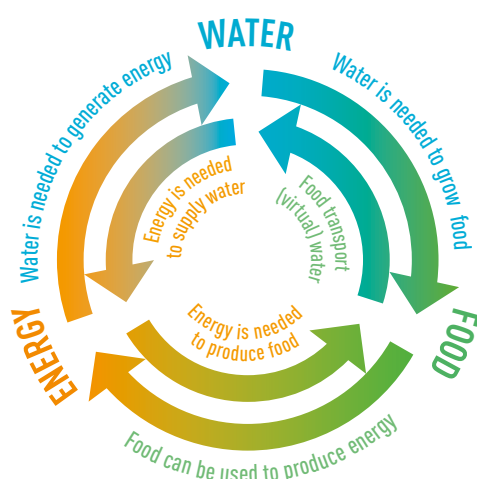 WATER
Water is needed to generate energy
Water is needed to grow food
Energy is needed
to supply water
Food transport
(virtual) water
ENERGY
FOOD
Energy is needed
to produce food
Food can be used to produce energy